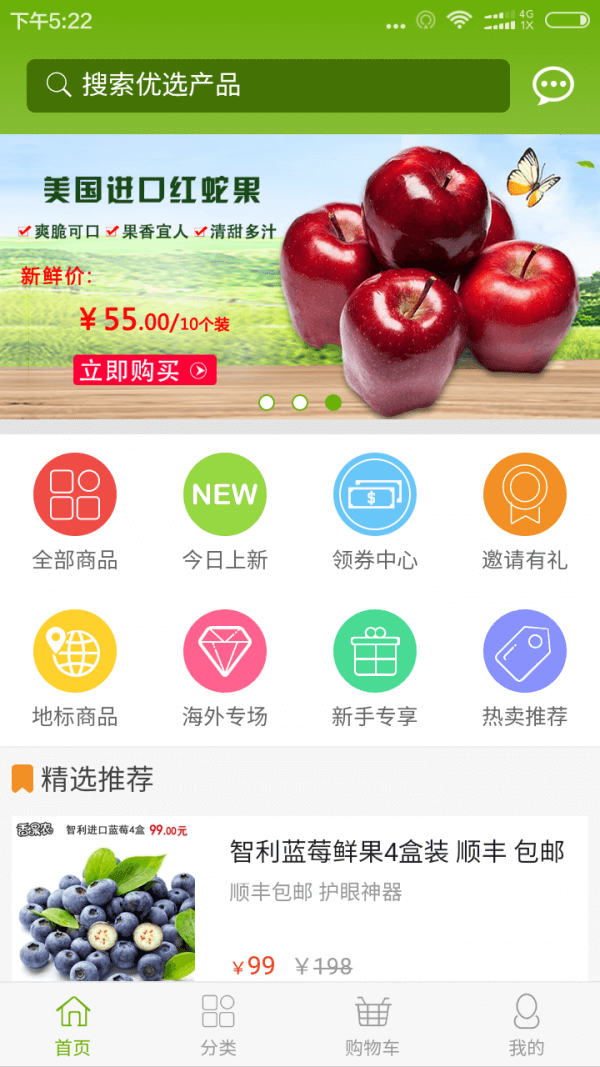 下午5:22
4G
1X
搜索优选产品
美国进口红蛇果
爽脆可口 果香宜人 清甜多汁
新鲜价:
￥55.00/10个装
立即购买
NEW
$
全部商品 今日上新 领券中心 邀请有礼
地标商品 海外专场 新手专享 热卖推荐
精选推荐
智利进口蓝莓4盒 99.00元
智利蓝莓鲜果4盒装 顺丰 包邮
顺丰包邮 护眼神器
￥99 ￥198
首页 分类 购物车 我的